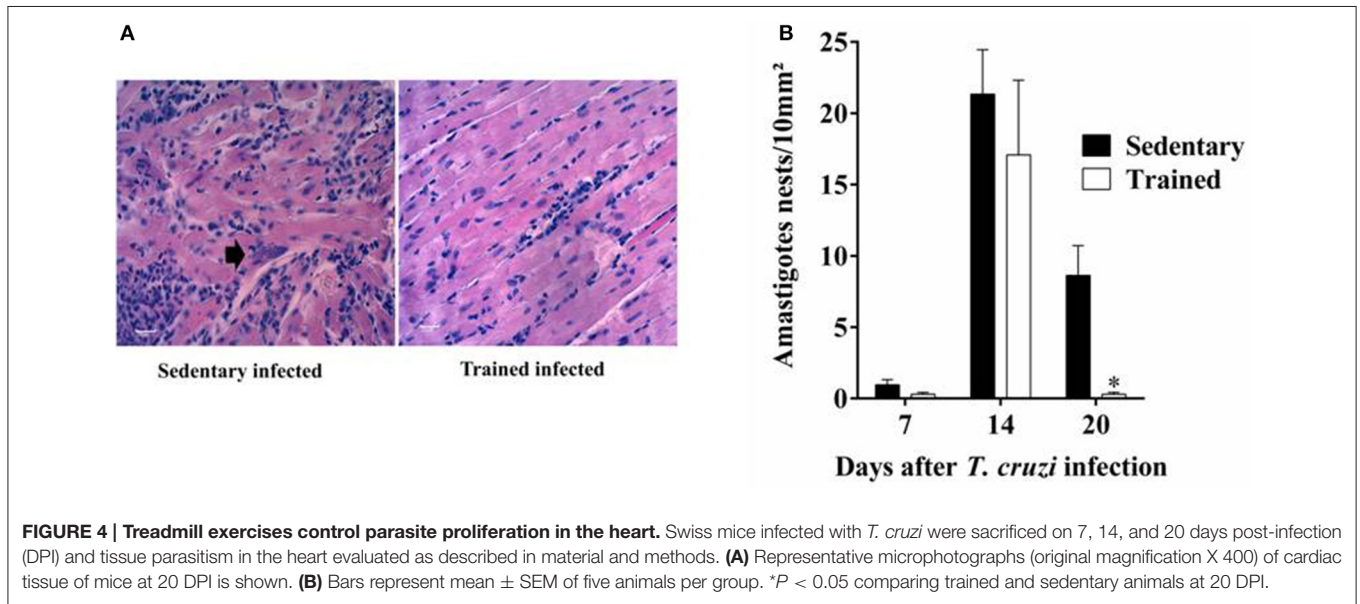 A
Sedentary infected
Trained infected
B
Amastigotes nests/10mm²
25
20
15
10
5
0
Sedentary
Trained
*
7
14
20
Days after T. cruzi infection
FIGURE 4 | Treadmill exercises control parasite proliferation in the heart. Swiss mice infected with T. cruzi were sacrificed on 7, 14, and 20 days post-infection
(DPI) and tissue parasitism in the heart evaluated as described in material and methods. (A) Representative microphotographs (original magnification X 400) of cardiac
tissue of mice at 20 DPI is shown. (B) Bars represent mean ± SEM of five animals per group. *P < 0.05 comparing trained and sedentary animals at 20 DPI.